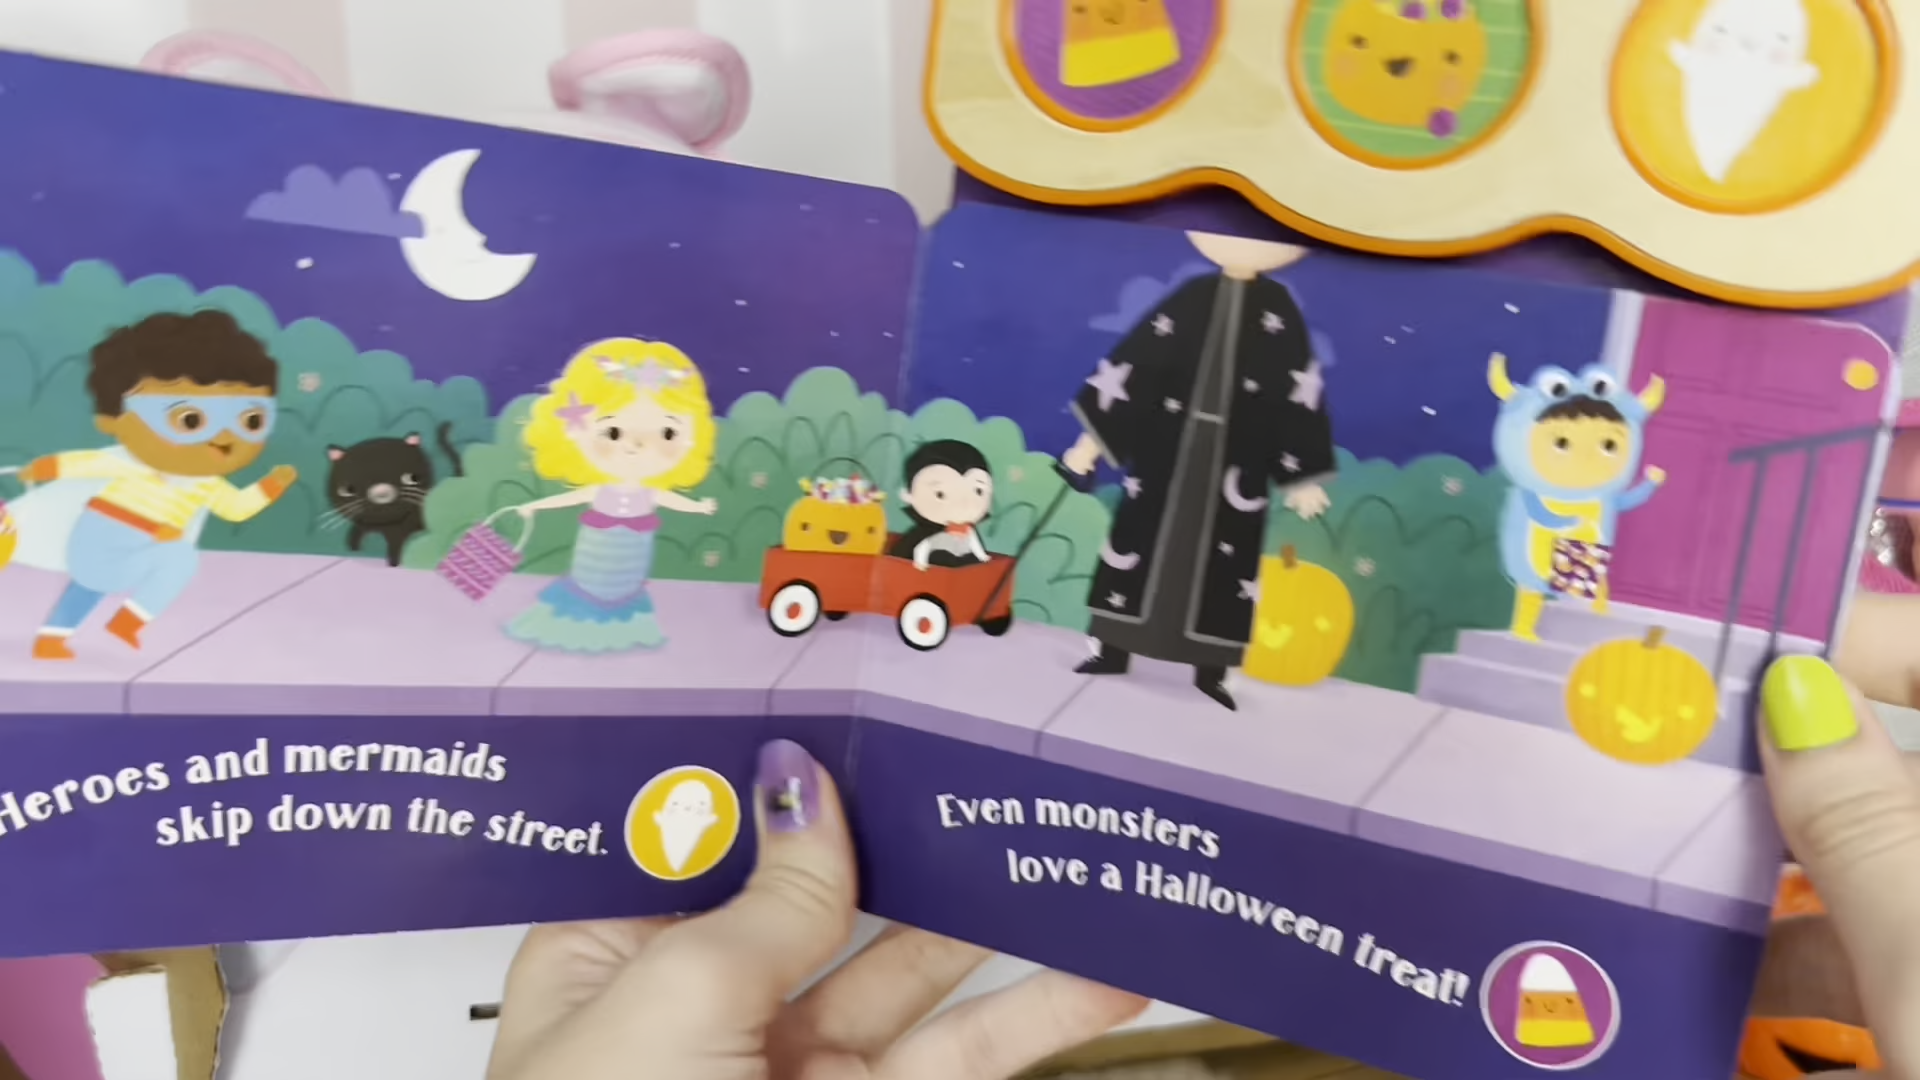 Heroes and mermaids
skip down the street.
Even monsters
love a Halloween treat!